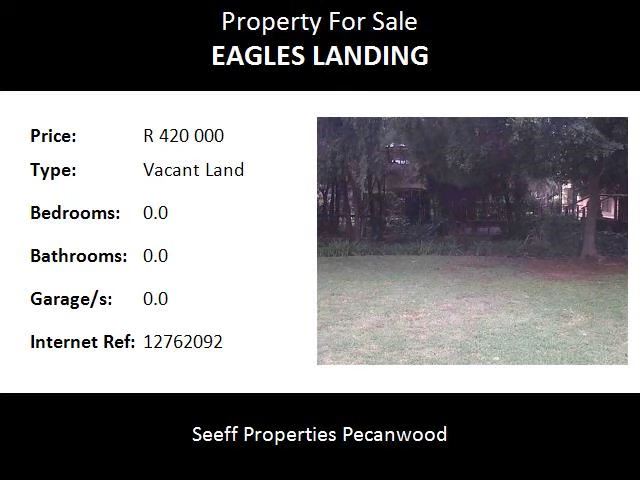 Property For Sale
EAGLES LANDING
Price: R 420 000
Type: Vacant Land
Bedrooms: 0.0
Bathrooms: 0.0
Garage/s: 0.0
Internet Ref: 12762092
Seeff Properties Pecanwood